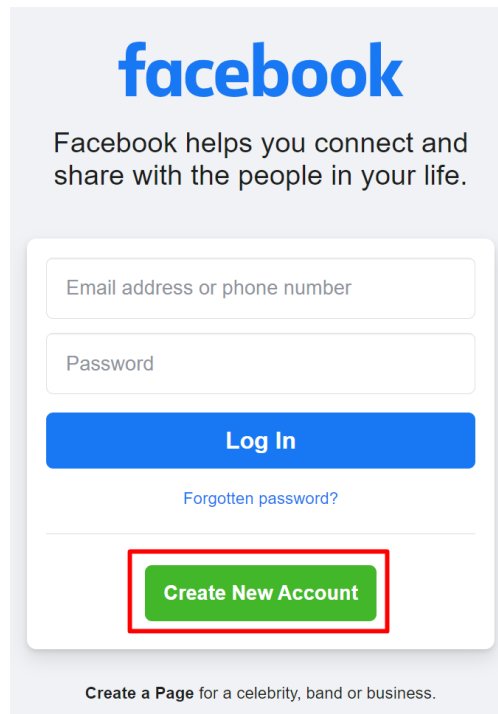 facebook
Facebook helps you connect and
share with the people in your life.
Email address or phone number
Password
Log In
Forgotten password?
Create New Account
Create a Page for a celebrity, band or business.